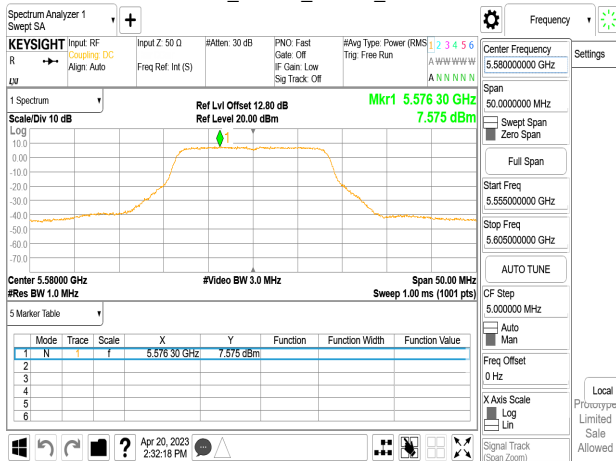 Spectrum Analyzer 1
Swept SA
Frequency
KEYSIGHT
R
LXI
Input: RF
Coupling: DC
Align: Auto
Input Z: 50 Ω
Freq Ref: Int (S)
#Atten: 30 dB
PNO: Fast
Gate: Off
IF Gain: Low
Sig Track: Off
#Avg Type: Power (RMS
Trig: Free Run
1 2 3 4 5 6
A W W W W W
A N N N N N
1 Spectrum
Scale/Div 10 dB
Ref Lvl Offset 12.80 dB
Ref Level 20.00 dBm
Mkr1 5.576 30 GHz
7.575 dBm
Log
10.0
0.00
-10.0
-20.0
-30.0
-40.0
-50.0
-60.0
-70.0
1
Center 5.58000 GHz
#Res BW 1.0 MHz
#Video BW 3.0 MHz
Span 50.00 MHz
Sweep 1.00 ms (1001 pts)
5 Marker Table
Mode Trace Scale X Y Function Function Width Function Value
1 N 1 f 5.576 30 GHz 7.575 dBm
2
3
4
5
6
Apr 20, 2023
2:32:18 PM
Center Frequency
5.580000000 GHz
Settings
Span
50.0000000 MHz
Swept Span
Zero Span
Full Span
Start Freq
5.555000000 GHz
Stop Freq
5.605000000 GHz
AUTO TUNE
CF Step
5.000000 MHz
Auto
Man
Freq Offset
0 Hz
X Axis Scale
Log
Lin
Signal Track
(Span Zoom)
Local
Prototype
Limited
Sale
Allowed